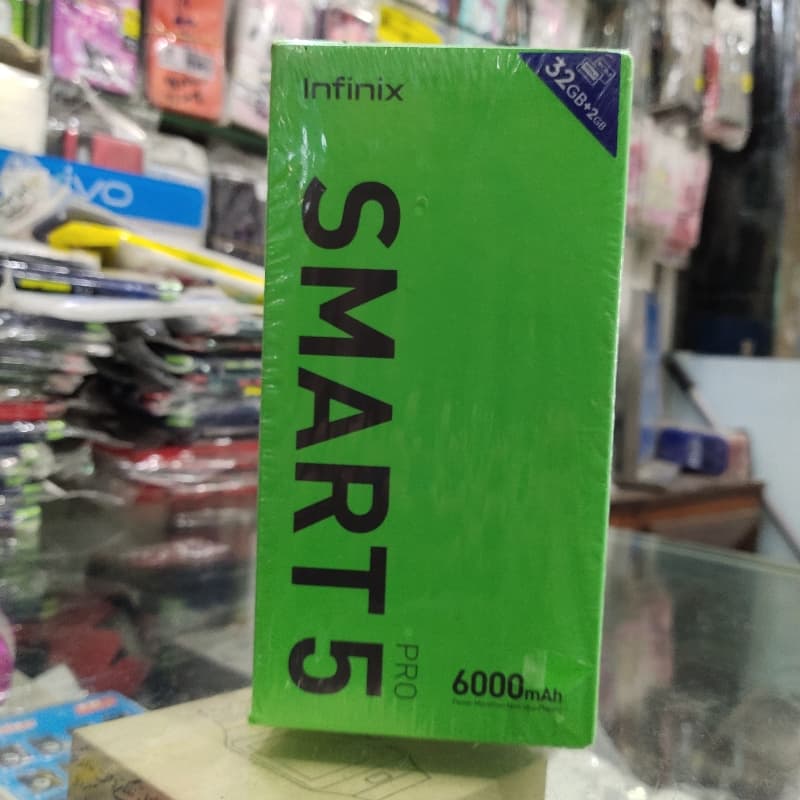 Infinix
32GB+2GB
SMART 5
PRO
6000mAh
vivo